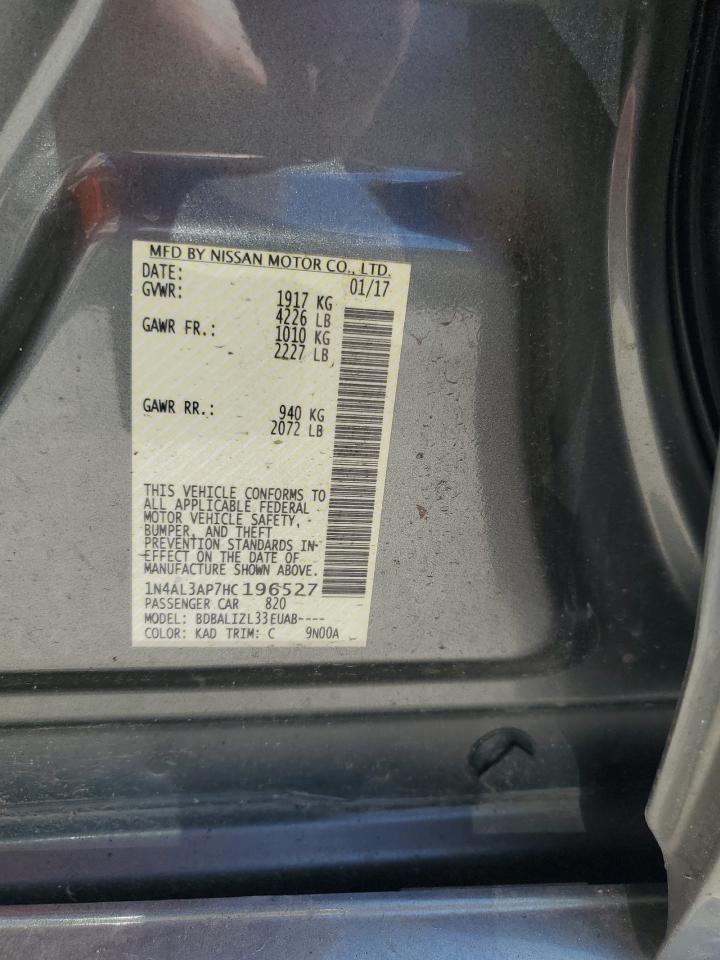 MFD BY NISSAN MOTOR CO., LTD.
DATE: 01/17
GVWR: 1917 KG
4226 LB
GAWR FR.: 1010 KG
2227 LB
GAWR RR.: 940 KG
2072 LB
THIS VEHICLE CONFORMS TO
ALL APPLICABLE FEDERAL
MOTOR VEHICLE SAFETY,
BUMPER, AND THEFT
PREVENTION STANDARDS IN-
EFFECT ON THE DATE OF
MANUFACTURE SHOWN ABOVE.
1N4AL3AP7HC196527
PASSENGER CAR 820
MODEL: BDBALIZL33EUAB----
COLOR: KAD TRIM: C 9N00A